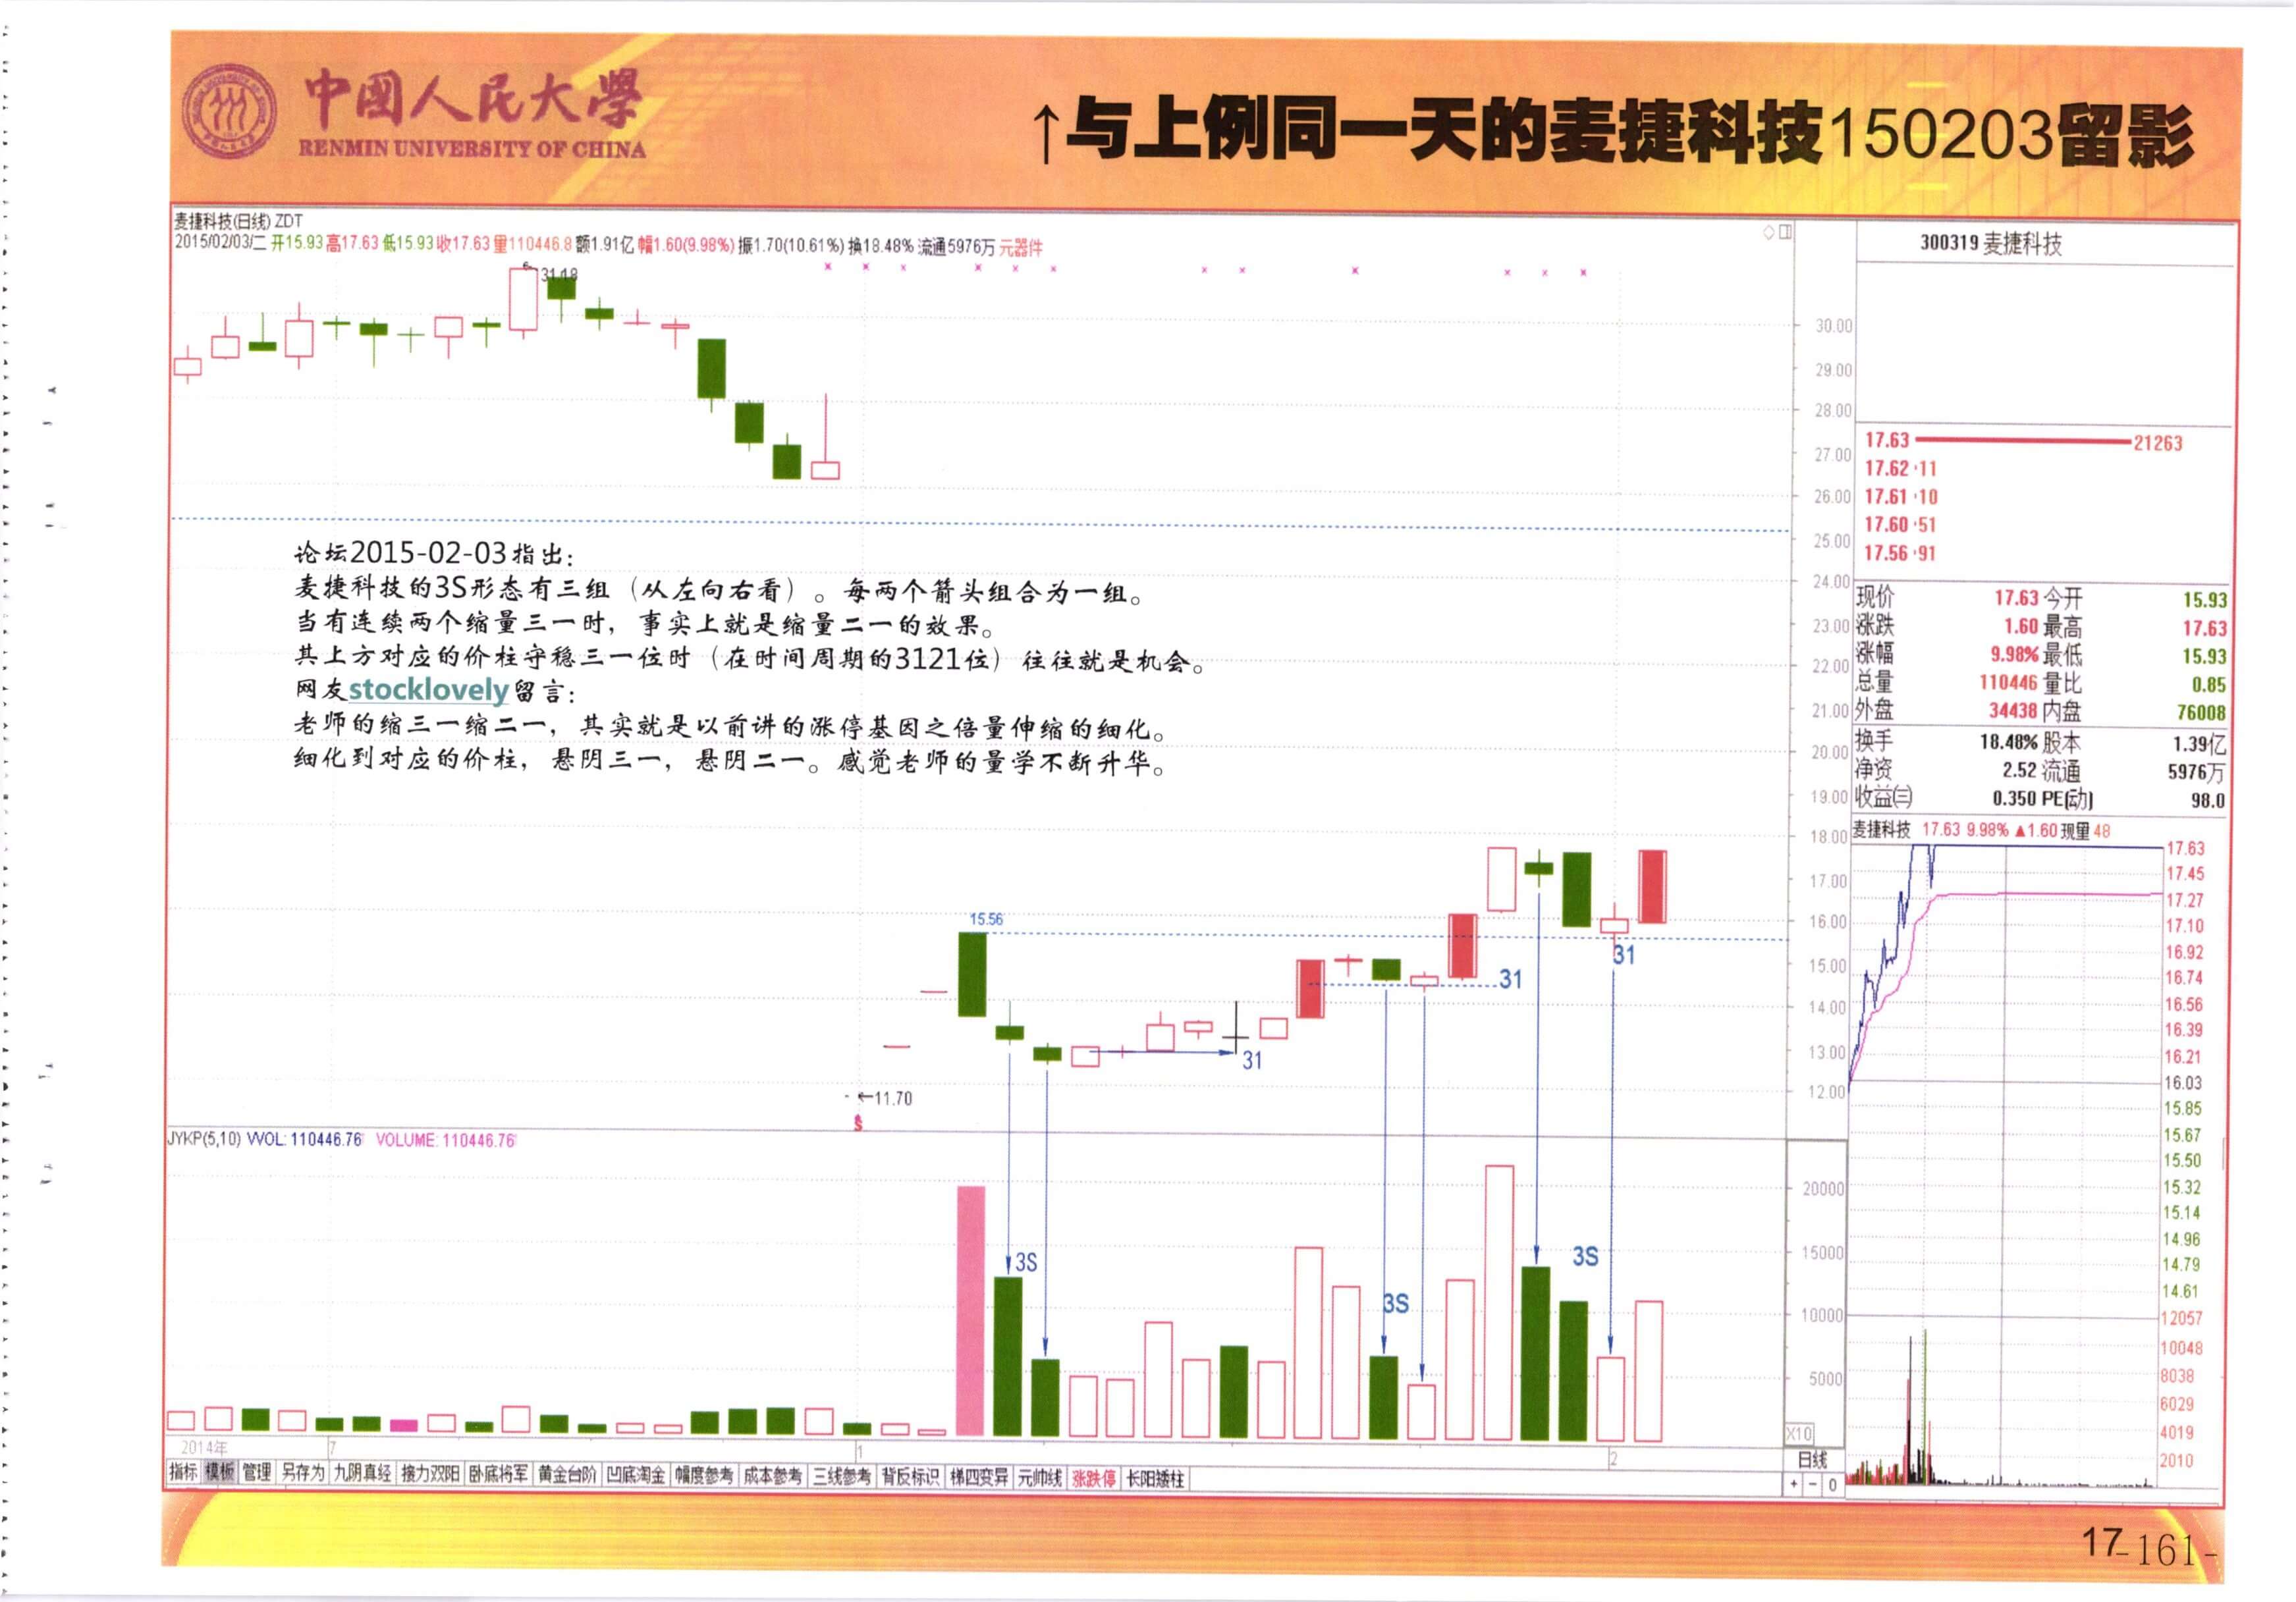 中國人民大學
RENMIN UNIVERSITY OF CHINA
↑与上例同一天的麦捷科技150203留影
麦捷科技(日线) ZDT
2015/02/03/二 开15.93 高17.63 低15.93 收17.63 量110446.8 额1.91亿 幅1.60(9.98%) 振1.70(10.61%) 换18.48% 流通5976万 元器件
31.18
论坛2015-02-03指出：
麦捷科技的3S形态有三组（从左向右看）。每两个箭头组合为一组。
当有连续两个缩量三一时，事实上就是缩量二一的效果。
其上方对应的价柱守稳三一位时（在时间周期的3121位）往往就是机会。
网友stocklovely留言：
老师的缩三一缩二一，其实就是以前讲的涨停基因之倍量伸缩的细化。
细化到对应的价柱，悬阴三一，悬阴二一。感觉老师的量学不断升华。
15.56
31
31
31
←11.70
$
30.00
29.00
28.00
27.00
26.00
25.00
24.00
23.00
22.00
21.00
20.00
19.00
18.00
17.00
16.00
15.00
14.00
13.00
12.00
JYKP(5,10) VVOL: 110446.76 VOLUME: 110446.76
3S
3S
3S
20000
15000
10000
5000
X10
2014年 7 1 2 日线
指标 模板 管理 另存为 九阴真经 接力双阳 卧底将军 黄金台阶 凹底淘金 幅度参考 成本参考 三线参考 背反标识 梯四变异 元帅线 涨跌停 长阳矮柱
+ - 0
300319 麦捷科技
17.63 21263
17.62 11
17.61 10
17.60 51
17.56 91
现价 17.63 今开 15.93
涨跌 1.60 最高 17.63
涨幅 9.98% 最低 15.93
总量 110446 量比 0.85
外盘 34438 内盘 76008
换手 18.48% 股本 1.39亿
净资 2.52 流通 5976万
收益(三) 0.350 PE(动) 98.0
麦捷科技 17.63 9.98% ▲1.60 现量 48
17.63
17.45
17.27
17.10
16.92
16.74
16.56
16.39
16.21
16.03
15.85
15.67
15.50
15.32
15.14
14.96
14.79
14.61
12057
10048
8038
6029
4019
2010
17
-161-